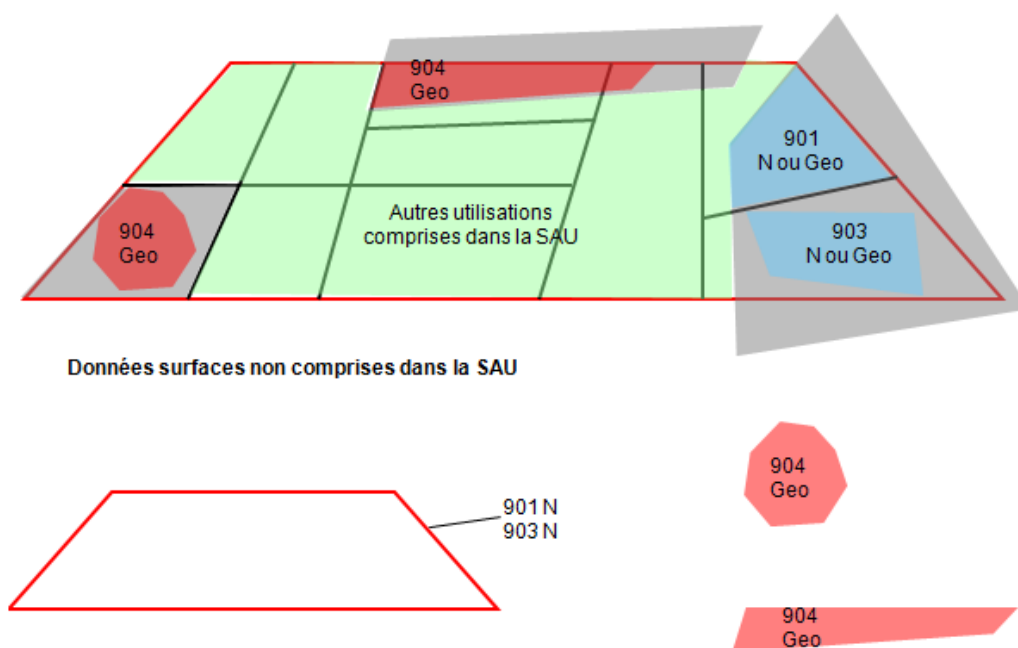 904
Geo
901
N ou Geo
904
Geo
Autres utilisations
comprises dans la SAU
903
N ou Geo
Données surfaces non comprises dans la SAU
904
Geo
901 N
903 N
904
Geo